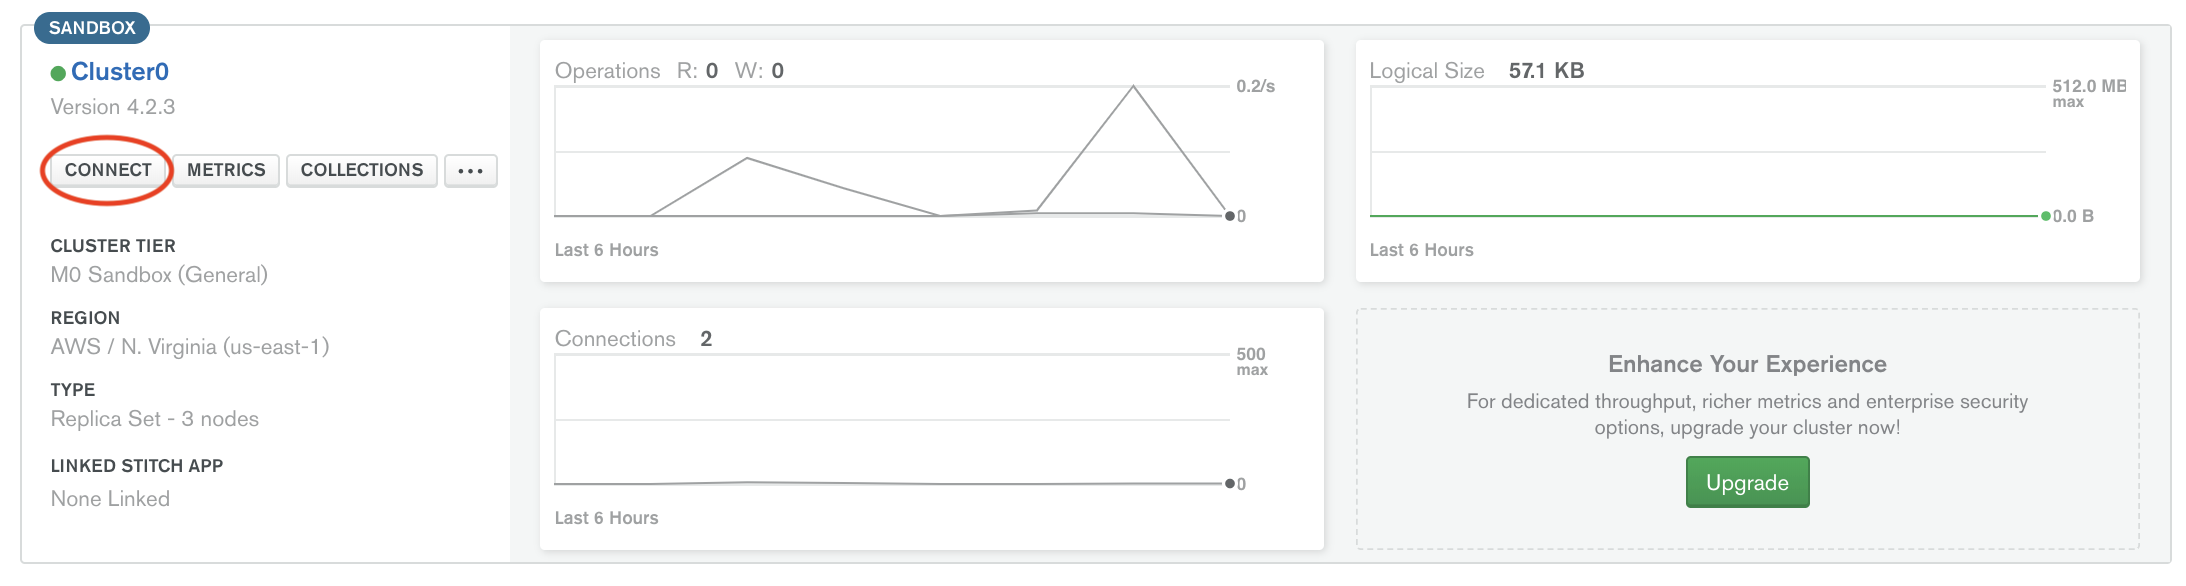 SANDBOX
Cluster0
Version 4.2.3
CONNECT METRICS COLLECTIONS ...
CLUSTER TIER
M0 Sandbox (General)
REGION
AWS / N. Virginia (us-east-1)
TYPE
Replica Set - 3 nodes
LINKED STITCH APP
None Linked
Operations R: 0 W: 0
0.2/s
0
Last 6 Hours
Logical Size 57.1 KB
512.0 MB
max
0.0 B
Last 6 Hours
Connections 2
500
max
0
Last 6 Hours
Enhance Your Experience
For dedicated throughput, richer metrics and enterprise security
options, upgrade your cluster now!
Upgrade